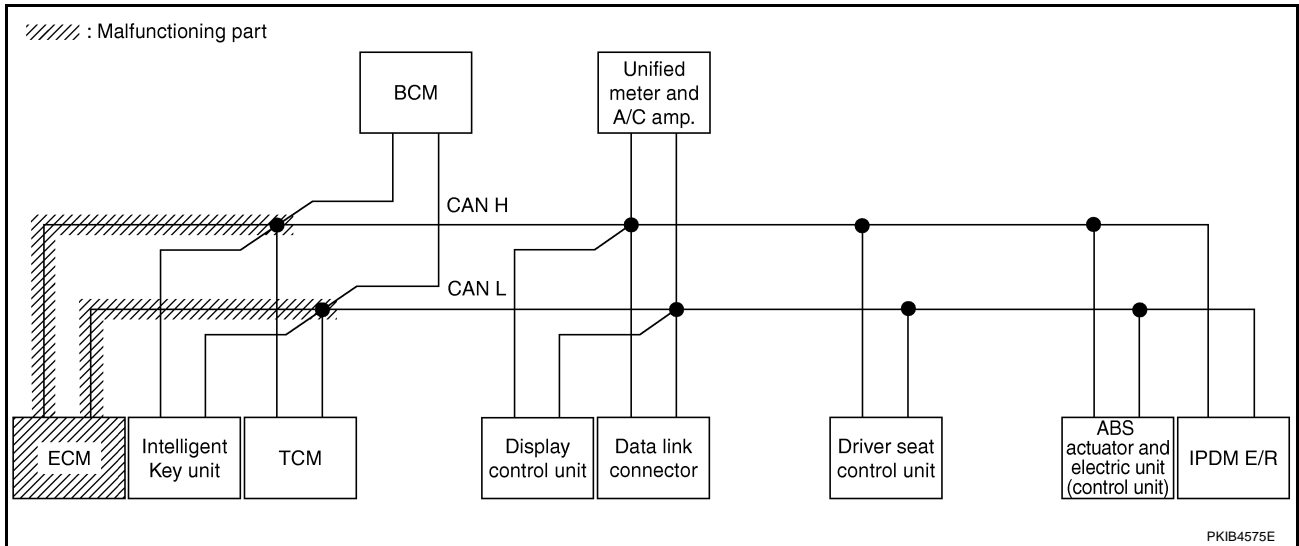 : Malfunctioning part
BCM
Unified
meter and
A/C amp.
CAN H
CAN L
ECM
Intelligent
Key unit
TCM
Display
control unit
Data link
connector
Driver seat
control unit
ABS
actuator and
electric unit
(control unit)
IPDM E/R
PKIB4575E